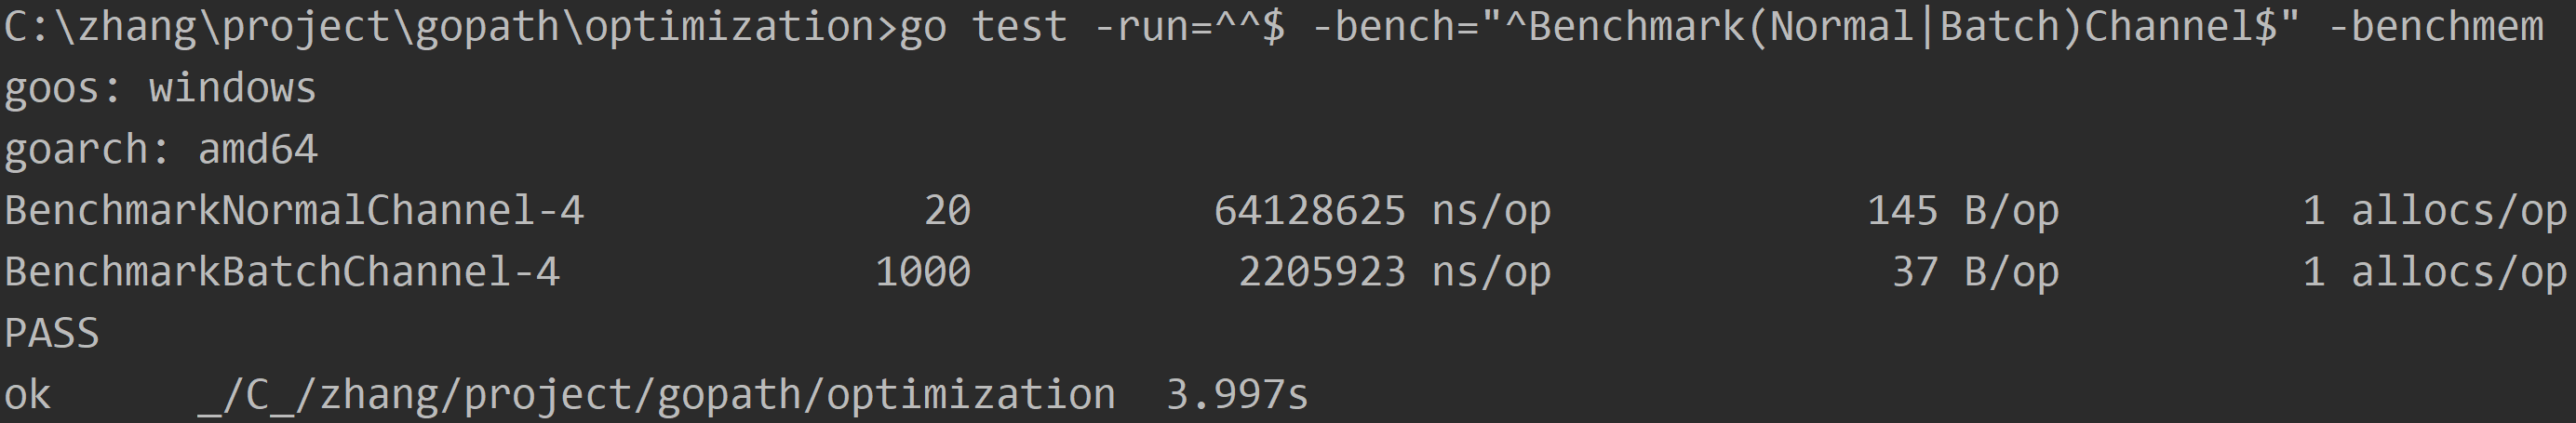 C:\zhang\project\gopath\optimization>go test -run=^^$ -bench="^Benchmark(Normal|Batch)Channel$" -benchmem
goos: windows
goarch: amd64
BenchmarkNormalChannel-4              20          64128625 ns/op             145 B/op          1 allocs/op
BenchmarkBatchChannel-4             1000           2205923 ns/op              37 B/op          1 allocs/op
PASS
ok      _/C_/zhang/project/gopath/optimization  3.997s